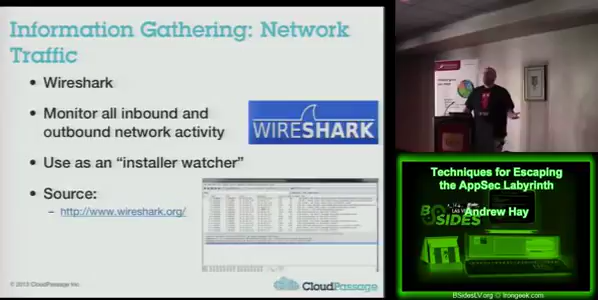 Information Gathering: Network
Traffic
• Wireshark
• Monitor all inbound and
outbound network activity
• Use as an "installer watcher"
• Source:
– http://www.wireshark.org/
WIRESHARK
© 2013 CloudPassage Inc.
CloudPassage
Techniques for Escaping
the AppSec Labyrinth
Andrew Hay
BSIDES
LAS
BSidesLV.org Irongeek.com